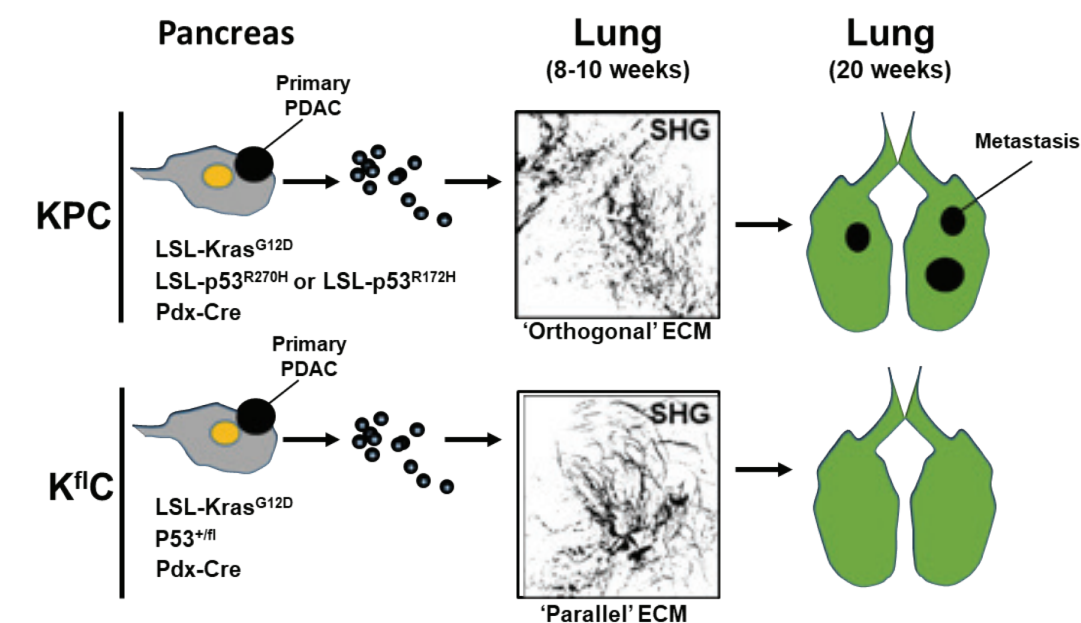 Pancreas
Lung
(8-10 weeks)
Lung
(20 weeks)
Primary
PDAC
SHG
Metastasis
KPC
LSL-Kras^G12D
LSL-p53^R270H or LSL-p53^R172H
Pdx-Cre
'Orthogonal' ECM
Primary
PDAC
SHG
K^flC
LSL-Kras^G12D
P53^+/fl
Pdx-Cre
'Parallel' ECM